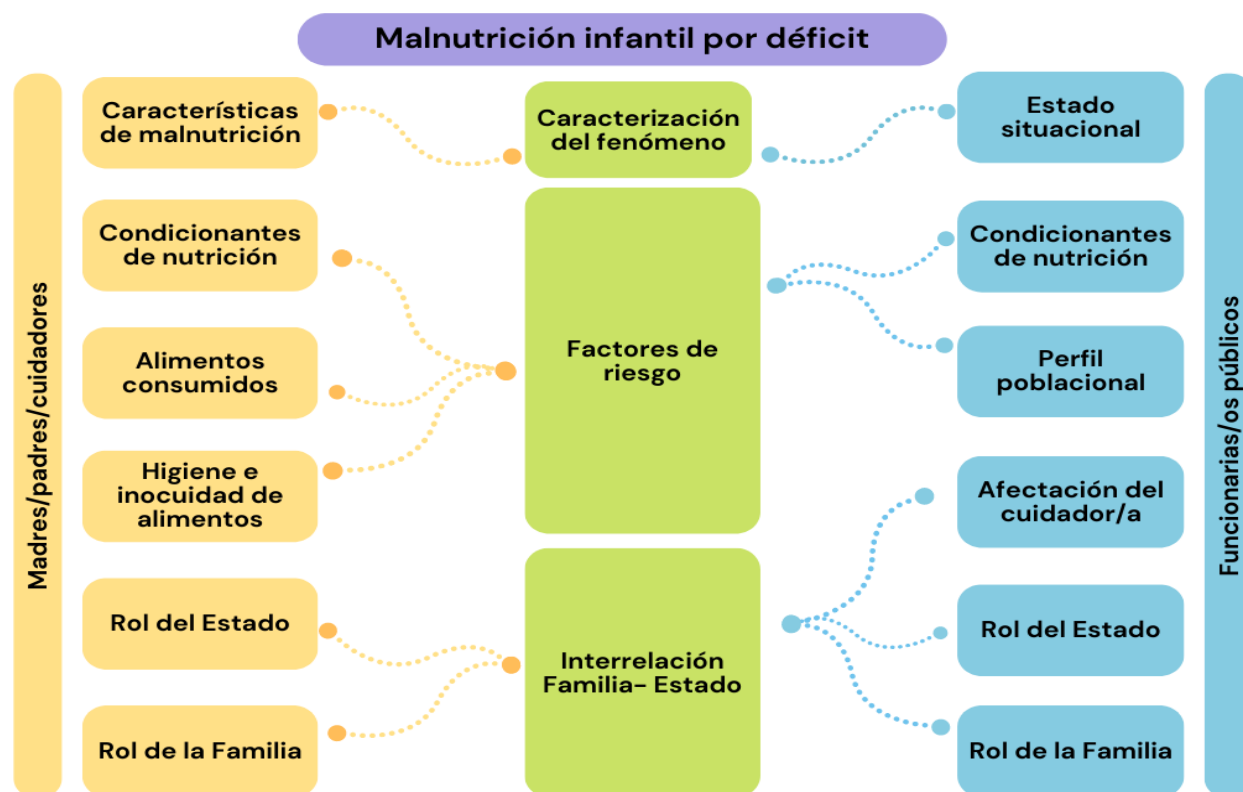 Malnutrición infantil por déficit
Madres/padres/cuidadores
Características
de malnutrición
Condicionantes
de nutrición
Alimentos
consumidos
Higiene e
inocuidad de
alimentos
Rol del Estado
Rol de la Familia
Caracterización
del fenómeno
Factores de
riesgo
Interrelación
Familia- Estado
Estado
situacional
Condicionantes
de nutrición
Perfil
poblacional
Afectación del
cuidador/a
Rol del Estado
Rol de la Familia
Funcionarias/os públicos